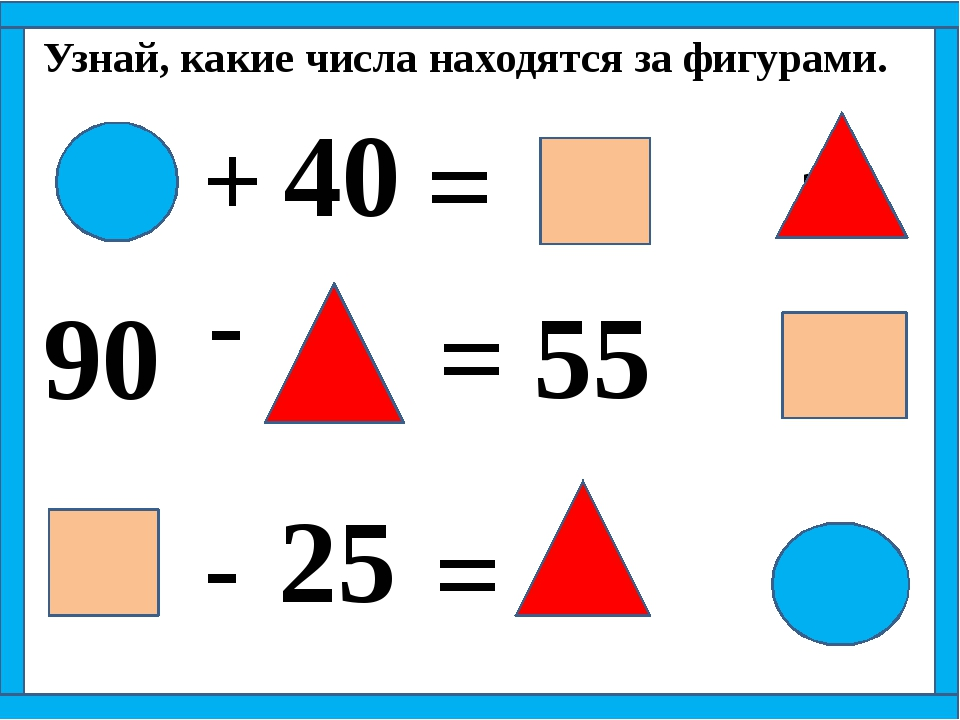 Узнай, какие числа находятся за фигурами.
+ 40 =
90 - = 55
- 25 =